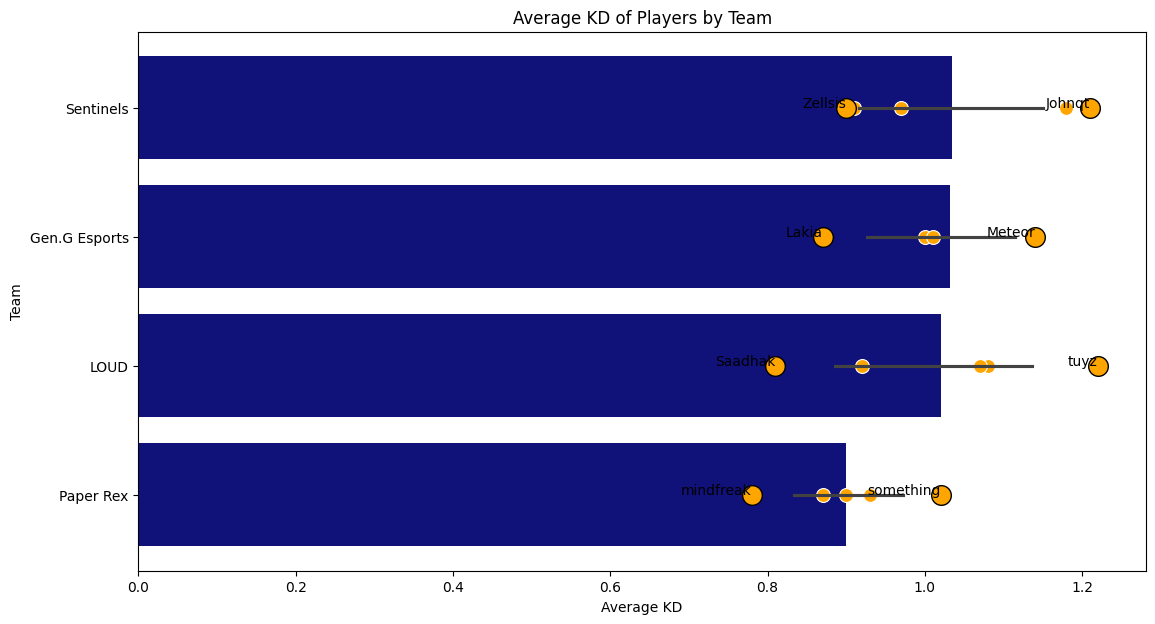 Average KD of Players by Team
Team
Sentinels
Zellsis
Johnqt
Gen.G Esports
Lakia
Meteor
LOUD
Saadhak
tuyz
Paper Rex
mindfreak
something
0.0 0.2 0.4 0.6 0.8 1.0 1.2
Average KD